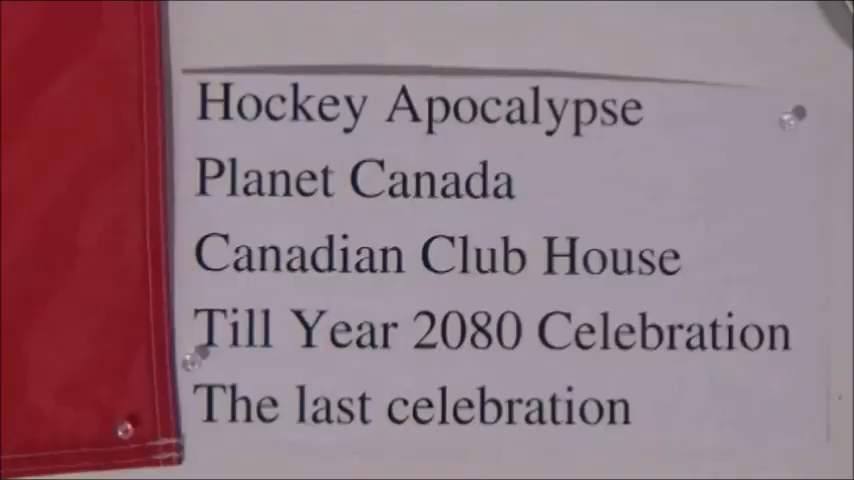 Hockey Apocalypse
Planet Canada
Canadian Club House
Till Year 2080 Celebration
The last celebration